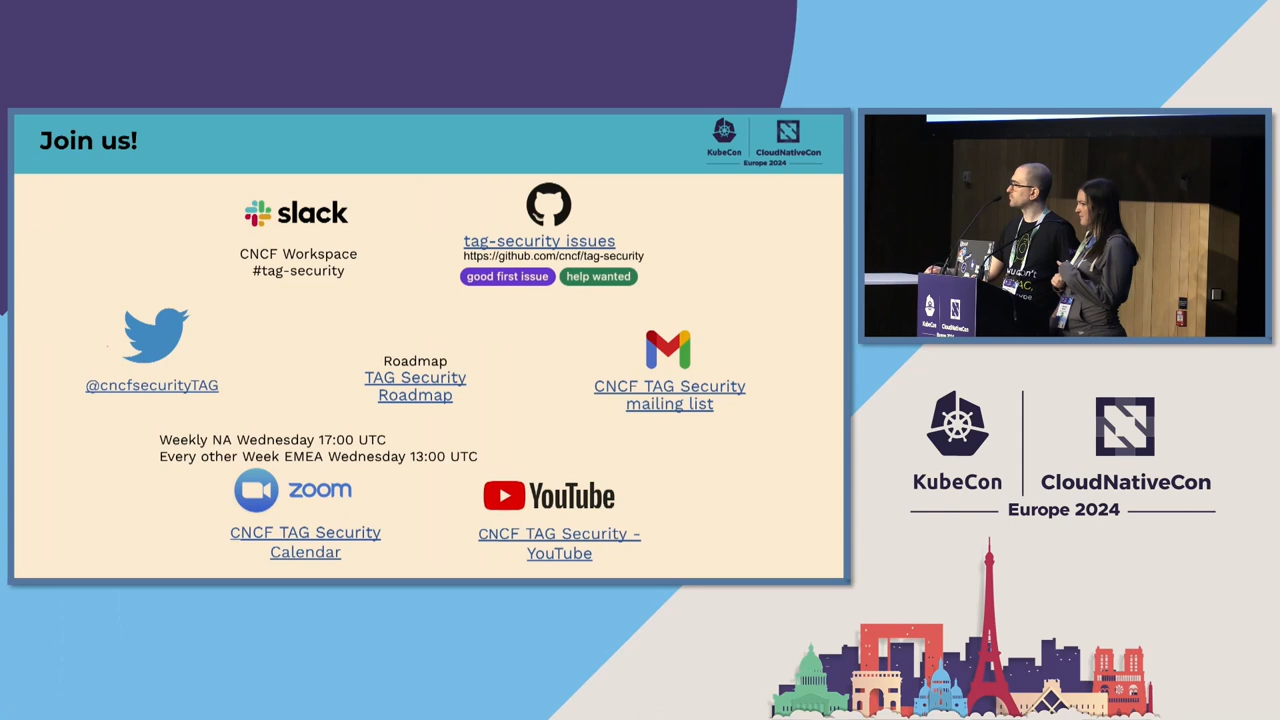 Join us!
KubeCon
CloudNativeCon
Europe 2024
slack
CNCF Workspace
#tag-security
tag-security issues
https://github.com/cncf/tag-security
good first issue
help wanted
@cncfsecurityTAG
Roadmap
TAG Security
Roadmap
CNCF TAG Security
mailing list
Weekly NA Wednesday 17:00 UTC
Every other Week EMEA Wednesday 13:00 UTC
zoom
CNCF TAG Security
Calendar
YouTube
CNCF TAG Security -
YouTube
KubeCon
CloudNativeCon
KubeCon
CloudNativeCon
Europe 2024